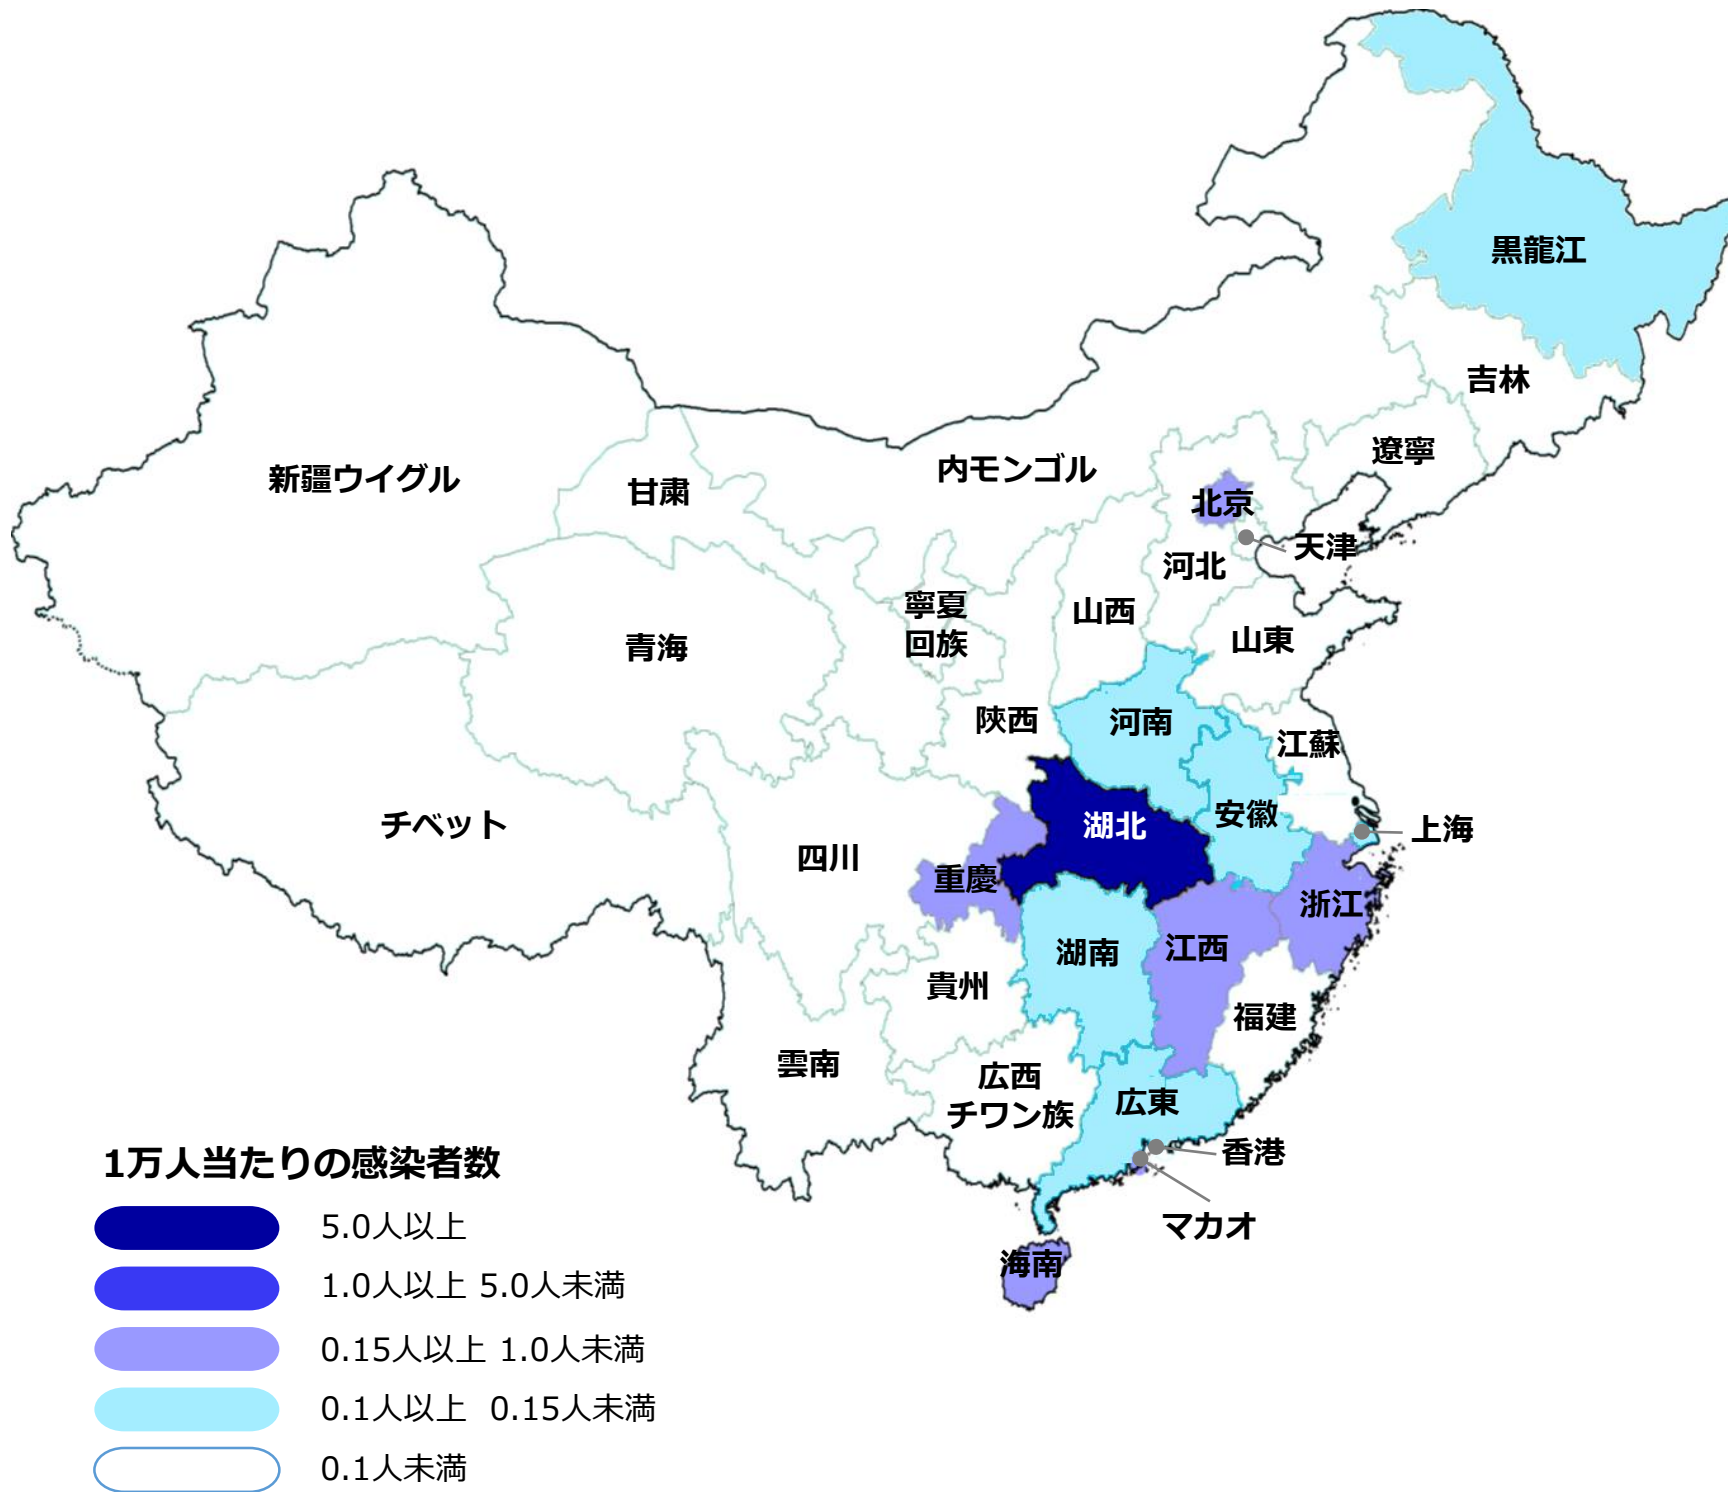 黒龍江
吉林
遼寧
内モンゴル
新疆ウイグル
甘粛
北京
天津
河北
寧夏
回族
山西
山東
青海
陝西
河南
江蘇
チベット
四川
湖北
安徽
上海
重慶
浙江
湖南
江西
貴州
福建
雲南
広西
チワン族
広東
香港
マカオ
海南
1万人当たりの感染者数
5.0人以上
1.0人以上 5.0人未満
0.15人以上 1.0人未満
0.1人以上 0.15人未満
0.1人未満